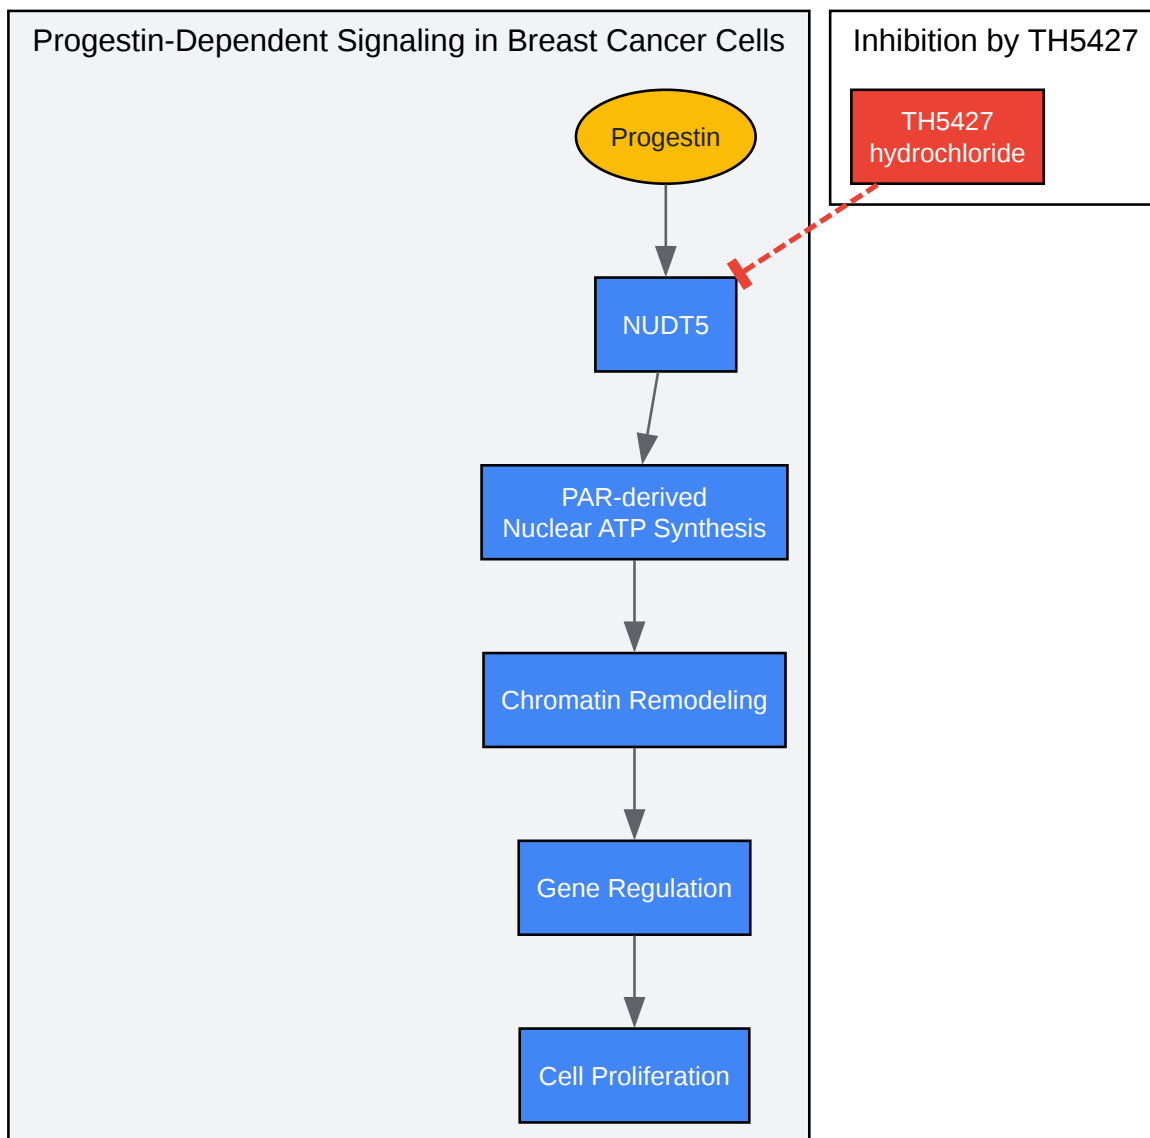 Progestin-Dependent Signaling in Breast Cancer Cells
Inhibition by TH5427
Progestin
TH5427
hydrochloride
NUDT5
PAR-derived
Nuclear ATP Synthesis
Chromatin Remodeling
Gene Regulation
Cell Proliferation